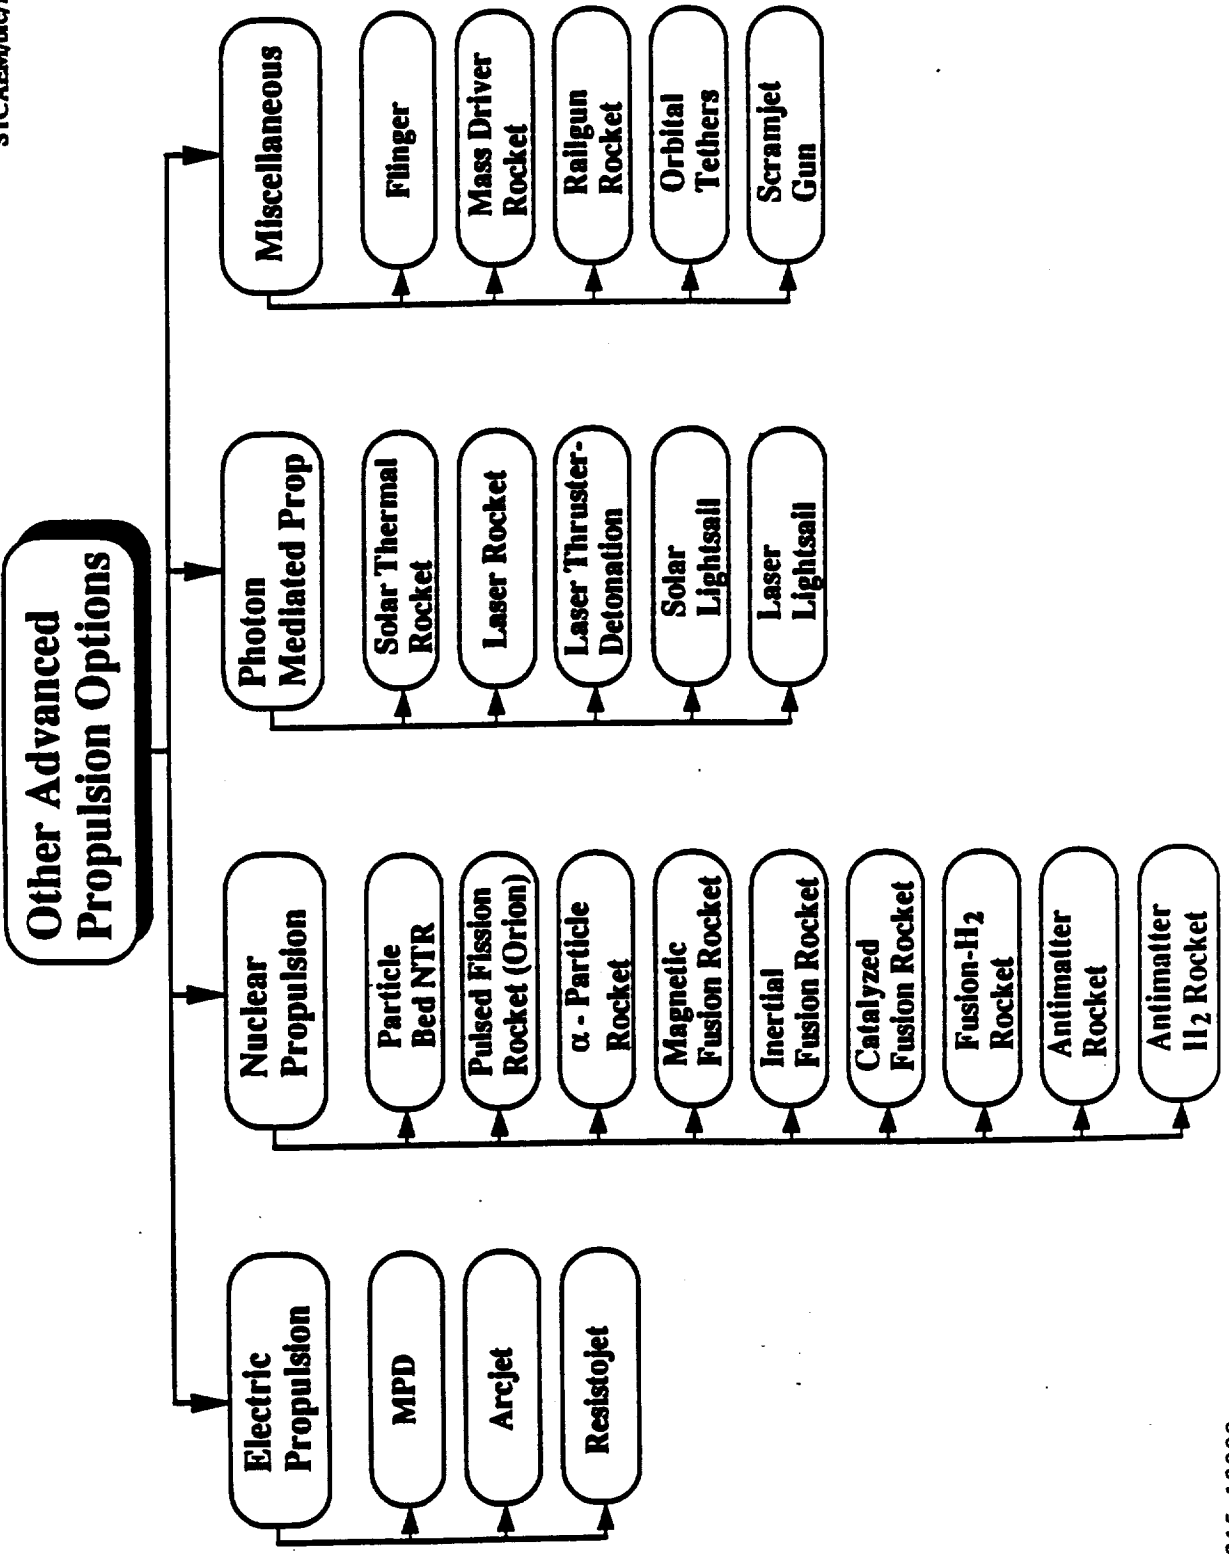 Other Advanced
Propulsion Options
Electric
Propulsion
MPD
Arcjet
Resistojet
Nuclear
Propulsion
Particle
Bed NTR
Pulsed Fission
Rocket (Orion)
α - Particle
Rocket
Magnetic
Fusion Rocket
Inertial
Fusion Rocket
Catalyzed
Fusion Rocket
Fusion-H2
Rocket
Antimatter
Rocket
Antimatter
H2 Rocket
Photon
Mediated Prop
Solar Thermal
Rocket
Laser Rocket
Laser Thruster-
Detonation
Solar
Lightsail
Laser
Lightsail
Miscellaneous
Flinger
Mass Driver
Rocket
Railgun
Rocket
Orbital
Tethers
Scramjet
Gun